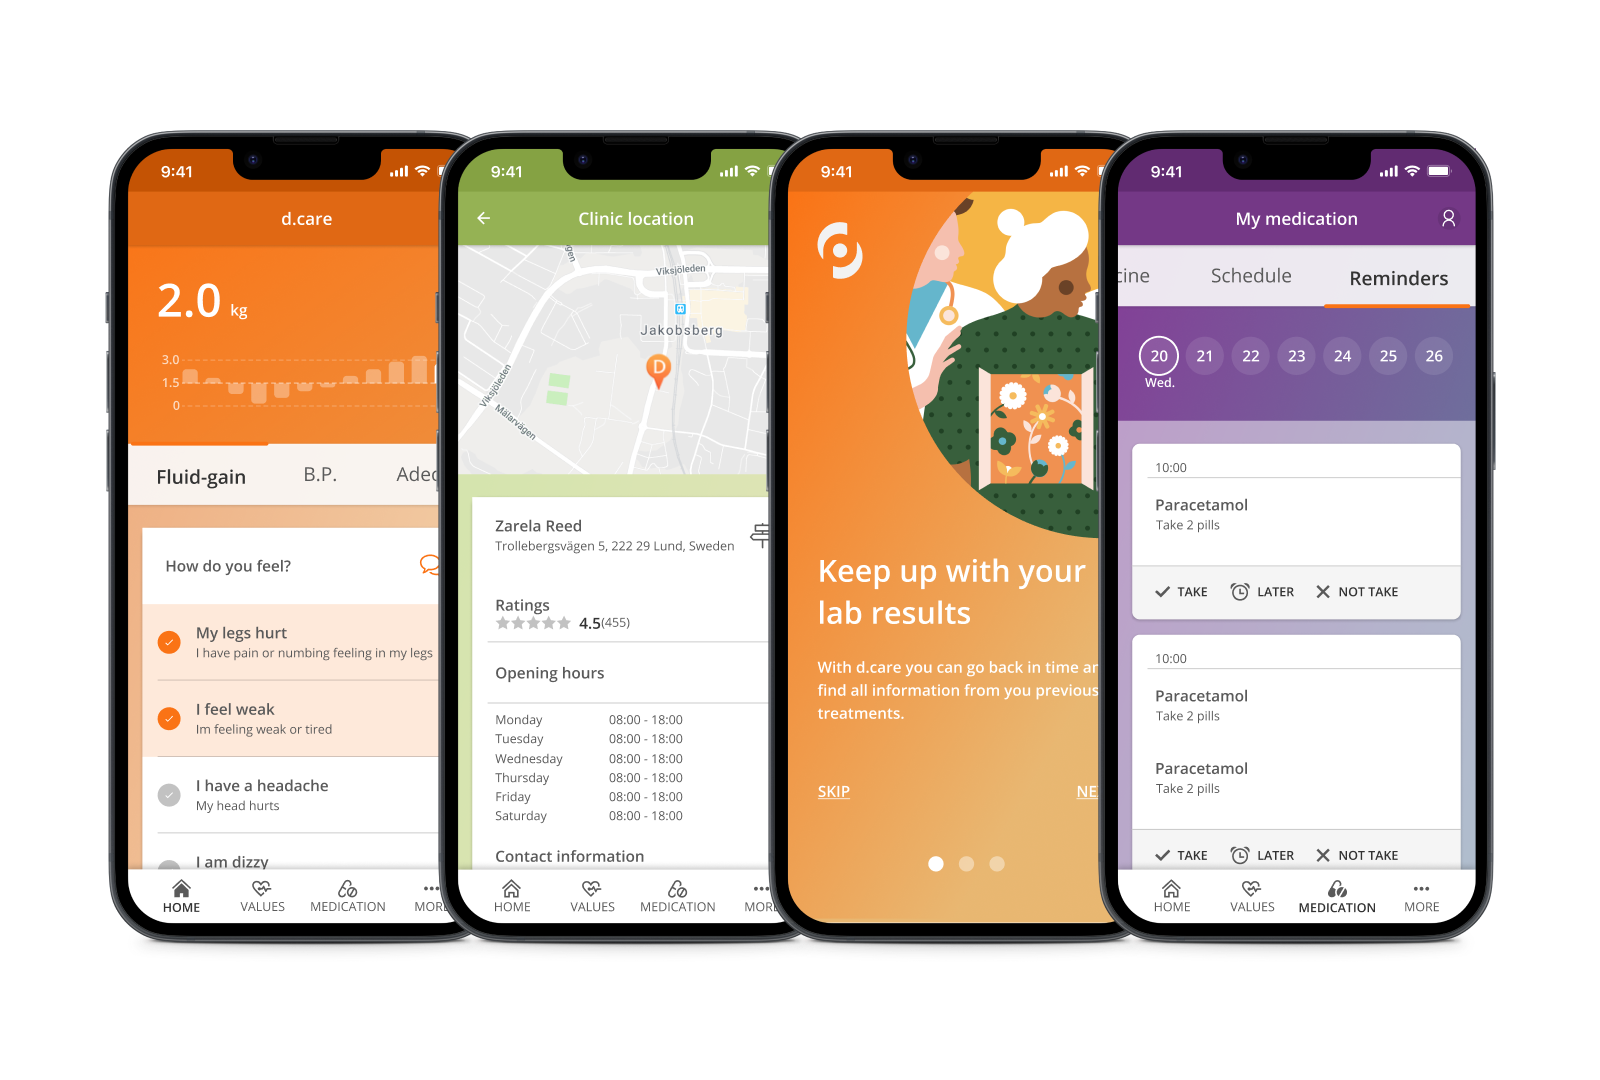 9:41
d.care
2.0 kg
3.0
1.5
0
Fluid-gain B.P. Adec
How do you feel?
My legs hurt
I have pain or numbing feeling in my legs
I feel weak
Im feeling weak or tired
I have a headache
My head hurts
I am dizzy
HOME VALUES MEDICATION MORE
9:41
Clinic location
Viksjöleden
Jakobsberg
D
Viksjöleden
Mälarvägen
Zarela Reed
Trollebergsvägen 5, 222 29 Lund, Sweden
Ratings
4.5(455)
Opening hours
Monday 08:00 - 18:00
Tuesday 08:00 - 18:00
Wednesday 08:00 - 18:00
Thursday 08:00 - 18:00
Friday 08:00 - 18:00
Saturday 08:00 - 18:00
Contact information
HOME VALUES MEDICATION MORE
9:41
Keep up with your
lab results
With d.care you can go back in time an
find all information from you previous
treatments.
SKIP NE
9:41
My medication
cine Schedule Reminders
20 21 22 23 24 25 26
Wed.
10:00
Paracetamol
Take 2 pills
TAKE LATER NOT TAKE
10:00
Paracetamol
Take 2 pills
Paracetamol
Take 2 pills
TAKE LATER NOT TAKE
HOME VALUES MEDICATION MORE